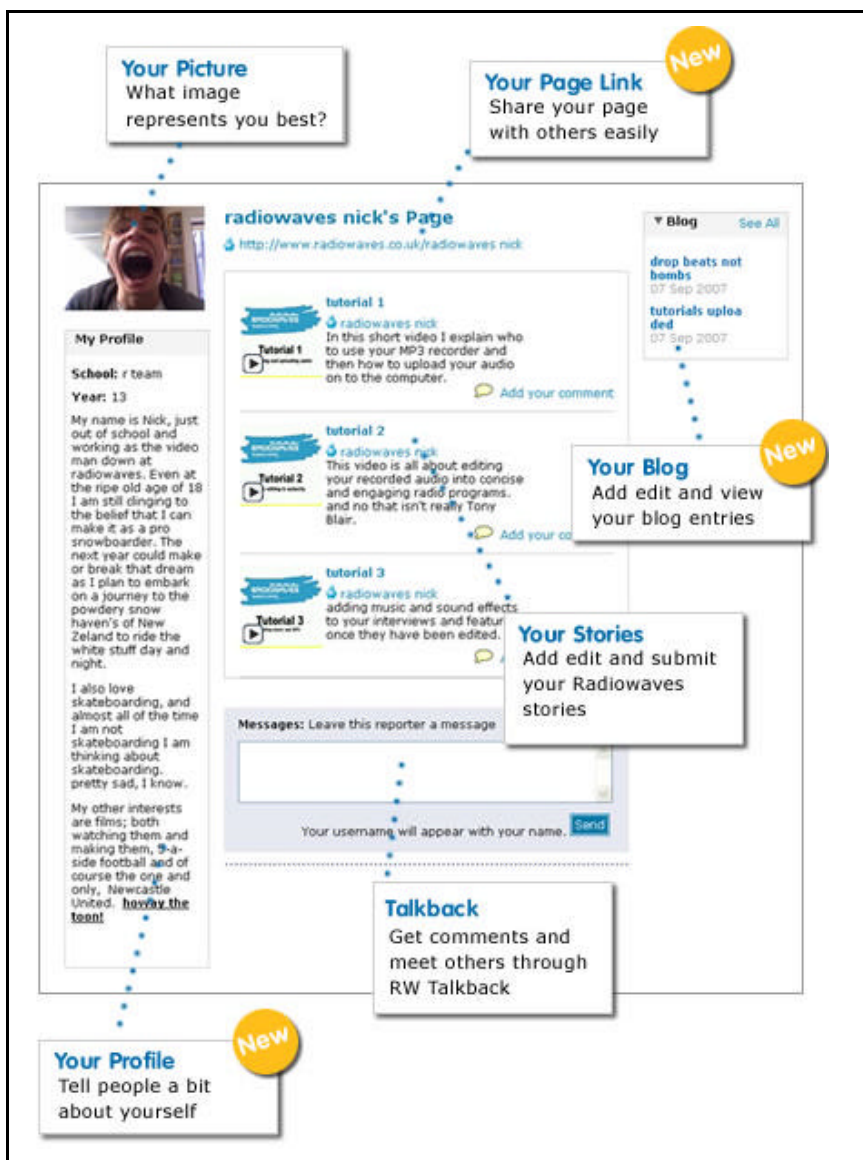 Your Picture
What image
represents you best?
New
Your Page Link
Share your page
with others easily
radiowaves nick's Page
http://www.radiowaves.co.uk/radiowaves nick
▼ Blog See All
drop beats not
bombs
07 Sep 2007
tutorials uploa
ded
07 Sep 2007
My Profile
School: r team
Year: 13
My name is Nick, just
out of school and
working as the video
man down at
radiowaves. Even at
the ripe old age of 18
I am still clinging to
the belief that I can
make it as a pro
snowboarder. The
next year could make
or break that dream
as I plan to embark
on a journey to the
powdery snow
haven's of New
Zeland to ride the
white stuff day and
night.
I also love
skateboarding, and
almost all of the time
I am not
skateboarding I am
thinking about
skateboarding.
pretty sad, I know.
My other interests
are films; both
watching them and
making them, 5-a-
side football and of
course the one and
only, Newcastle
United. howay the
toon!
tutorial 1
radiowaves nick
Tutorial 1
In this short video I explain who
to use your MP3 recorder and
then how to upload your audio
on to the computer.
Add your comment
tutorial 2
radiowaves nick
Tutorial 2
This video is all about editing
your recorded audio into concise
and engaging radio programs.
and no that isn't really Tony
Blair.
Add your co
tutorial 3
radiowaves nick
Tutorial 3
adding music and sound effects
to your interviews and featur
once they have been edited.
New
Your Blog
Add edit and view
your blog entries
Your Stories
Add edit and submit
your Radiowaves
stories
Messages: Leave this reporter a message
Your username will appear with your name. Send
Talkback
Get comments and
meet others through
RW Talkback
New
Your Profile
Tell people a bit
about yourself